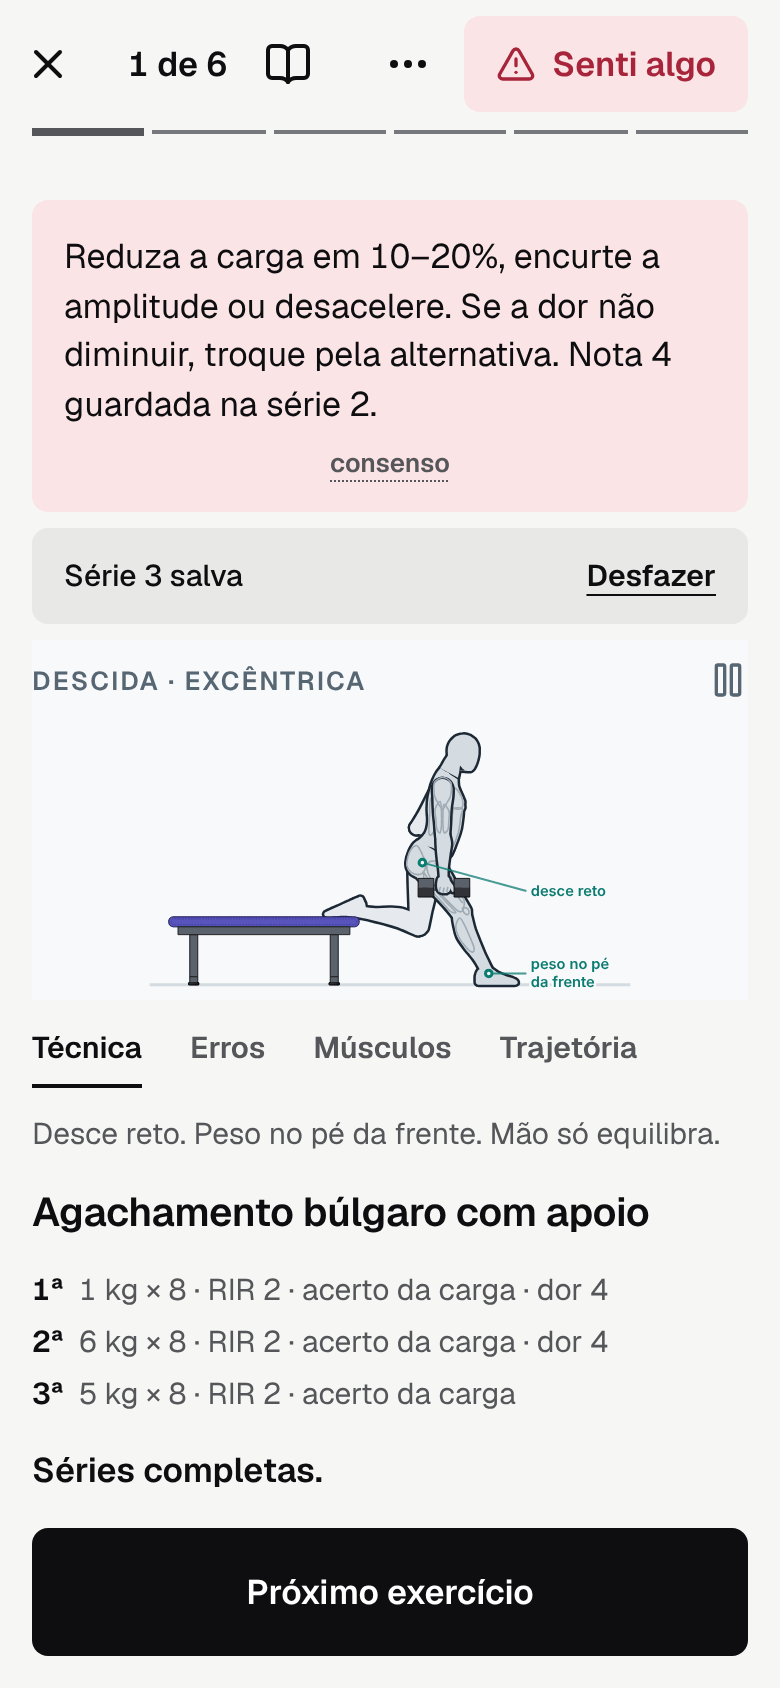 1 de 6
Senti algo
Reduza a carga em 10–20%, encurte a
amplitude ou desacelere. Se a dor não
diminuir, troque pela alternativa. Nota 4
guardada na série 2.
consenso
Série 3 salva
Desfazer
DESCIDA · EXCÊNTRICA
desce reto
peso no pé
da frente
Técnica
Erros
Músculos
Trajetória
Desce reto. Peso no pé da frente. Mão só equilibra.
Agachamento búlgaro com apoio
1ª 1 kg × 8 · RIR 2 · acerto da carga · dor 4
2ª 6 kg × 8 · RIR 2 · acerto da carga · dor 4
3ª 5 kg × 8 · RIR 2 · acerto da carga
Séries completas.
Próximo exercício